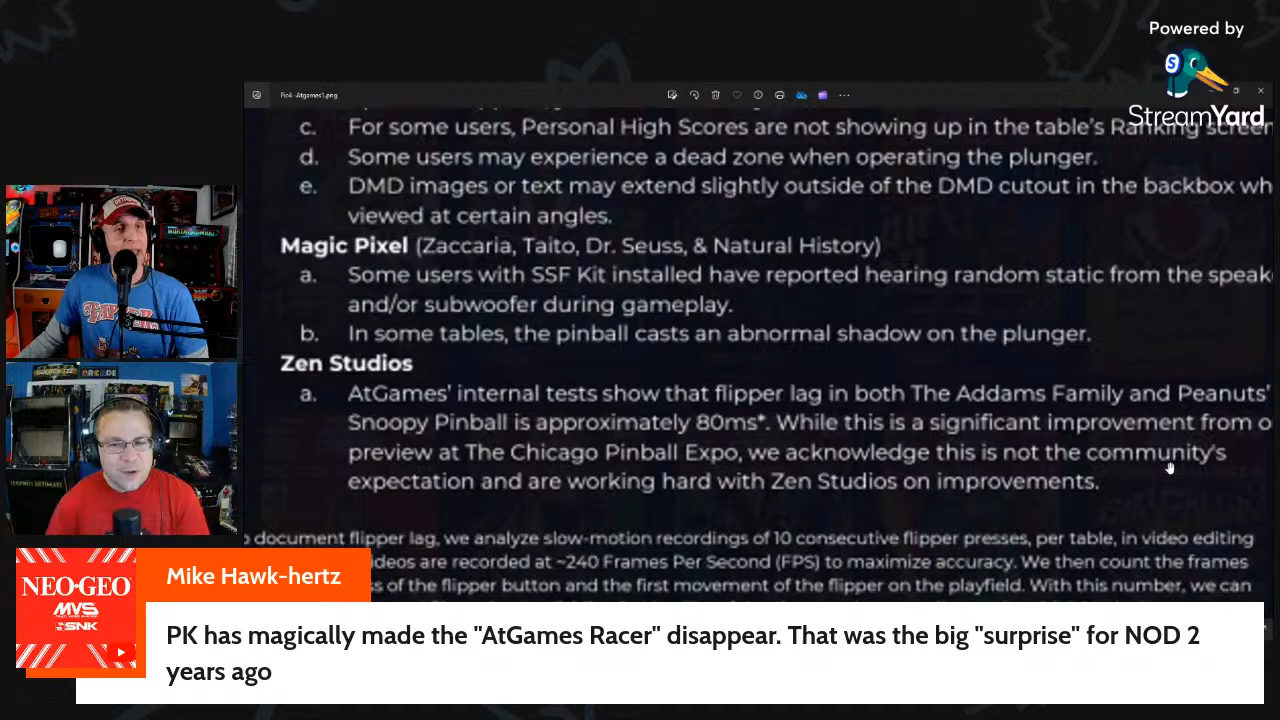 Powered by
StreamYard
Pic4 - Atgames1.png
c. For some users, Personal High Scores are not showing up in the table's Ranking screen
d. Some users may experience a dead zone when operating the plunger.
e. DMD images or text may extend slightly outside of the DMD cutout in the backbox wh
viewed at certain angles.
Magic Pixel (Zaccaria, Taito, Dr. Seuss, & Natural History)
a. Some users with SSF Kit installed have reported hearing random static from the speak
and/or subwoofer during gameplay.
b. In some tables, the pinball casts an abnormal shadow on the plunger.
Zen Studios
a. AtGames' internal tests show that flipper lag in both The Addams Family and Peanuts'
Snoopy Pinball is approximately 80ms*. While this is a significant improvement from o
preview at The Chicago Pinball Expo, we acknowledge this is not the community's
expectation and are working hard with Zen Studios on improvements.
o document flipper lag, we analyze slow-motion recordings of 10 consecutive flipper presses, per table, in video editing
ideos are recorded at ~240 Frames Per Second (FPS) to maximize accuracy. We then count the frames
ss of the flipper button and the first movement of the flipper on the playfield. With this number, we can
NEO•GEO
MVS
SNK
Mike Hawk-hertz
PK has magically made the "AtGames Racer" disappear. That was the big "surprise" for NOD 2
years ago